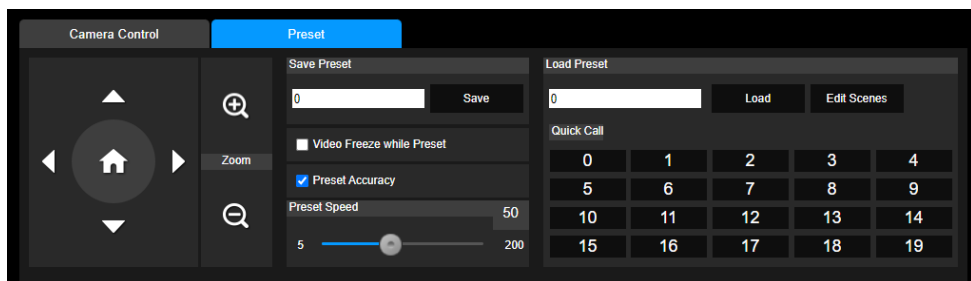 Camera Control
Preset
Zoom
Save Preset
0
Save
Video Freeze while Preset
Preset Accuracy
Preset Speed
50
5
200
Load Preset
0
Load
Edit Scenes
Quick Call
0 1 2 3 4
5 6 7 8 9
10 11 12 13 14
15 16 17 18 19